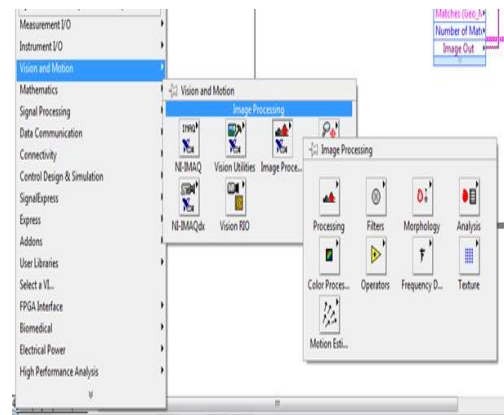 Measurement I/O
Instrument I/O
Vision and Motion
Mathematics
Signal Processing
Data Communication
Connectivity
Control Design & Simulation
SignalExpress
Express
Addons
User Libraries
Select a VI...
FPGA Interface
Biomedical
Electrical Power
High Performance Analysis
Vision and Motion
Image Processing
NI-IMAQ Vision Utilities Image Proce...
NI-IMAQdx Vision RIO
Image Processing
Processing Filters Morphology Analysis
Color Proces... Operators Frequency D... Texture
Motion Esti...
Matches (Geo_
Number of Mat
Image Out